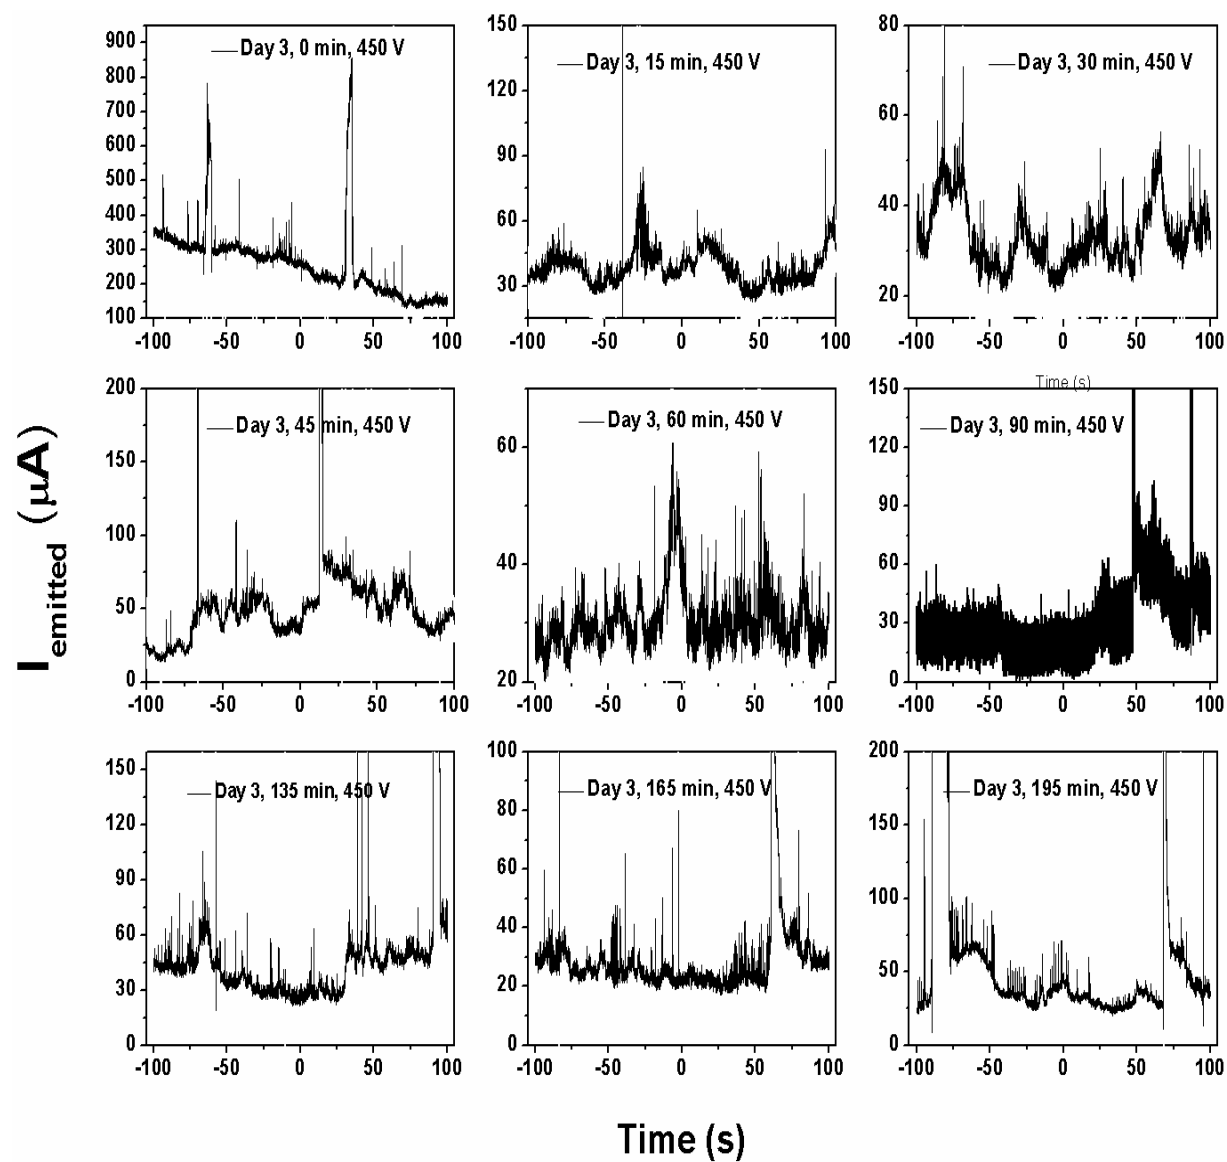 Day 3, 0 min, 450 V
900
800
700
600
500
400
300
200
100
-100 -50 0 50 100
Day 3, 15 min, 450 V
150
120
90
60
30
-100 -50 0 50 100
Day 3, 30 min, 450 V
80
60
40
20
-100 -50 0 50 100
Time (s)
I emitted (μA)
Day 3, 45 min, 450 V
200
150
100
50
0
-100 -50 0 50 100
Day 3, 60 min, 450 V
60
40
20
-100 -50 0 50 100
Day 3, 90 min, 450 V
150
120
90
60
30
0
-100 -50 0 50 100
Day 3, 135 min, 450 V
150
120
90
60
30
0
-100 -50 0 50 100
Day 3, 165 min, 450 V
100
80
60
40
20
0
-100 -50 0 50 100
Day 3, 195 min, 450 V
200
150
100
50
0
-100 -50 0 50 100
Time (s)